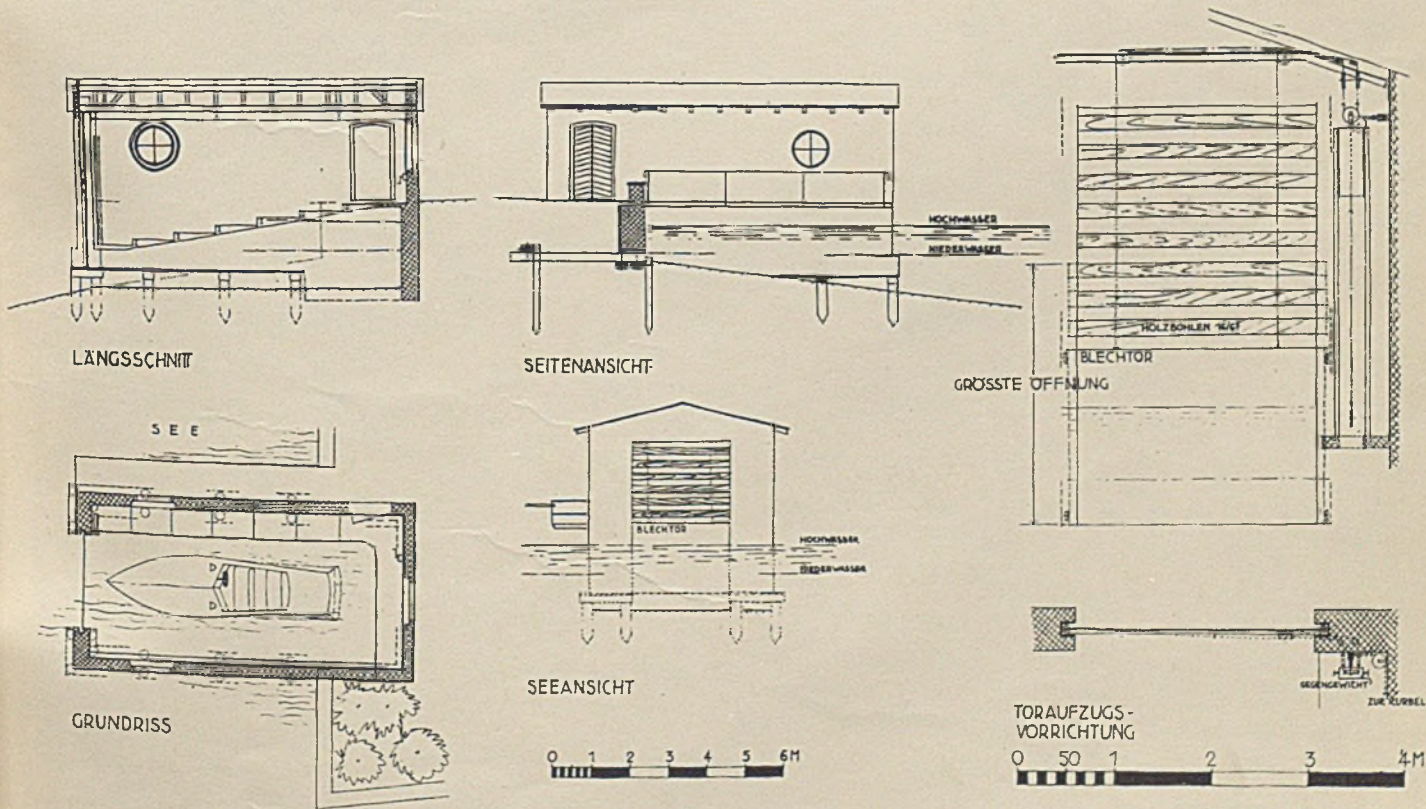 LÄNGSSCHNITT
HOCHWASSER
NIEDERWASSER
SEITENANSICHT
HOLZBOHLEN
BLECHTOR
GRÖSSTE ÖFFNUNG
SEE
GRUNDRISS
BLECHTOR
HOCHWASSER
NIEDERWASSER
SEEANSICHT
0 1 2 3 4 5 6M
GEGENGEWICHT
ZUR KURBEL
TORAUFZUGS-
VORRICHTUNG
0 50 1 2 3 4M